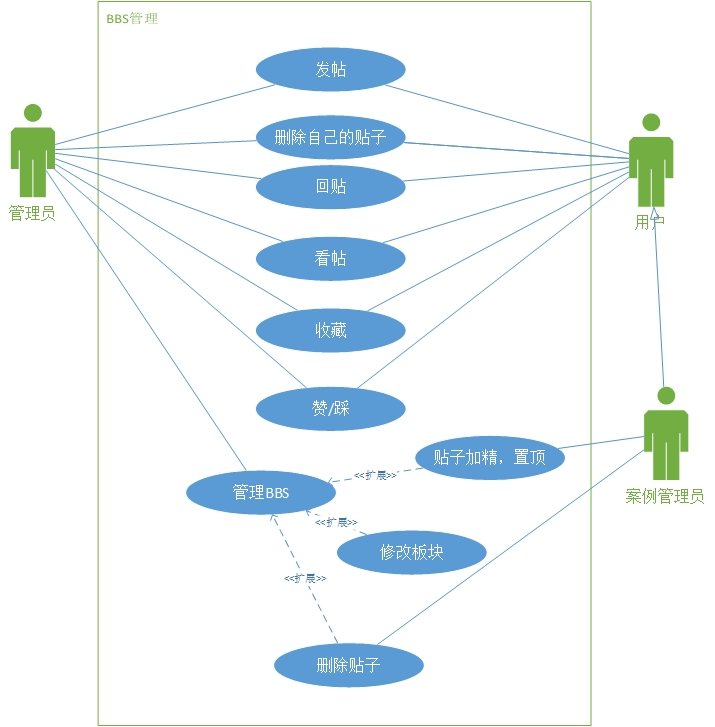 BBS管理
发帖
删除自己的贴子
回贴
管理员
用户
看帖
收藏
赞/踩
贴子加精，置顶
<<扩展>>
管理BBS
案例管理员
<<扩展>>
修改板块
<<扩展>>
删除贴子